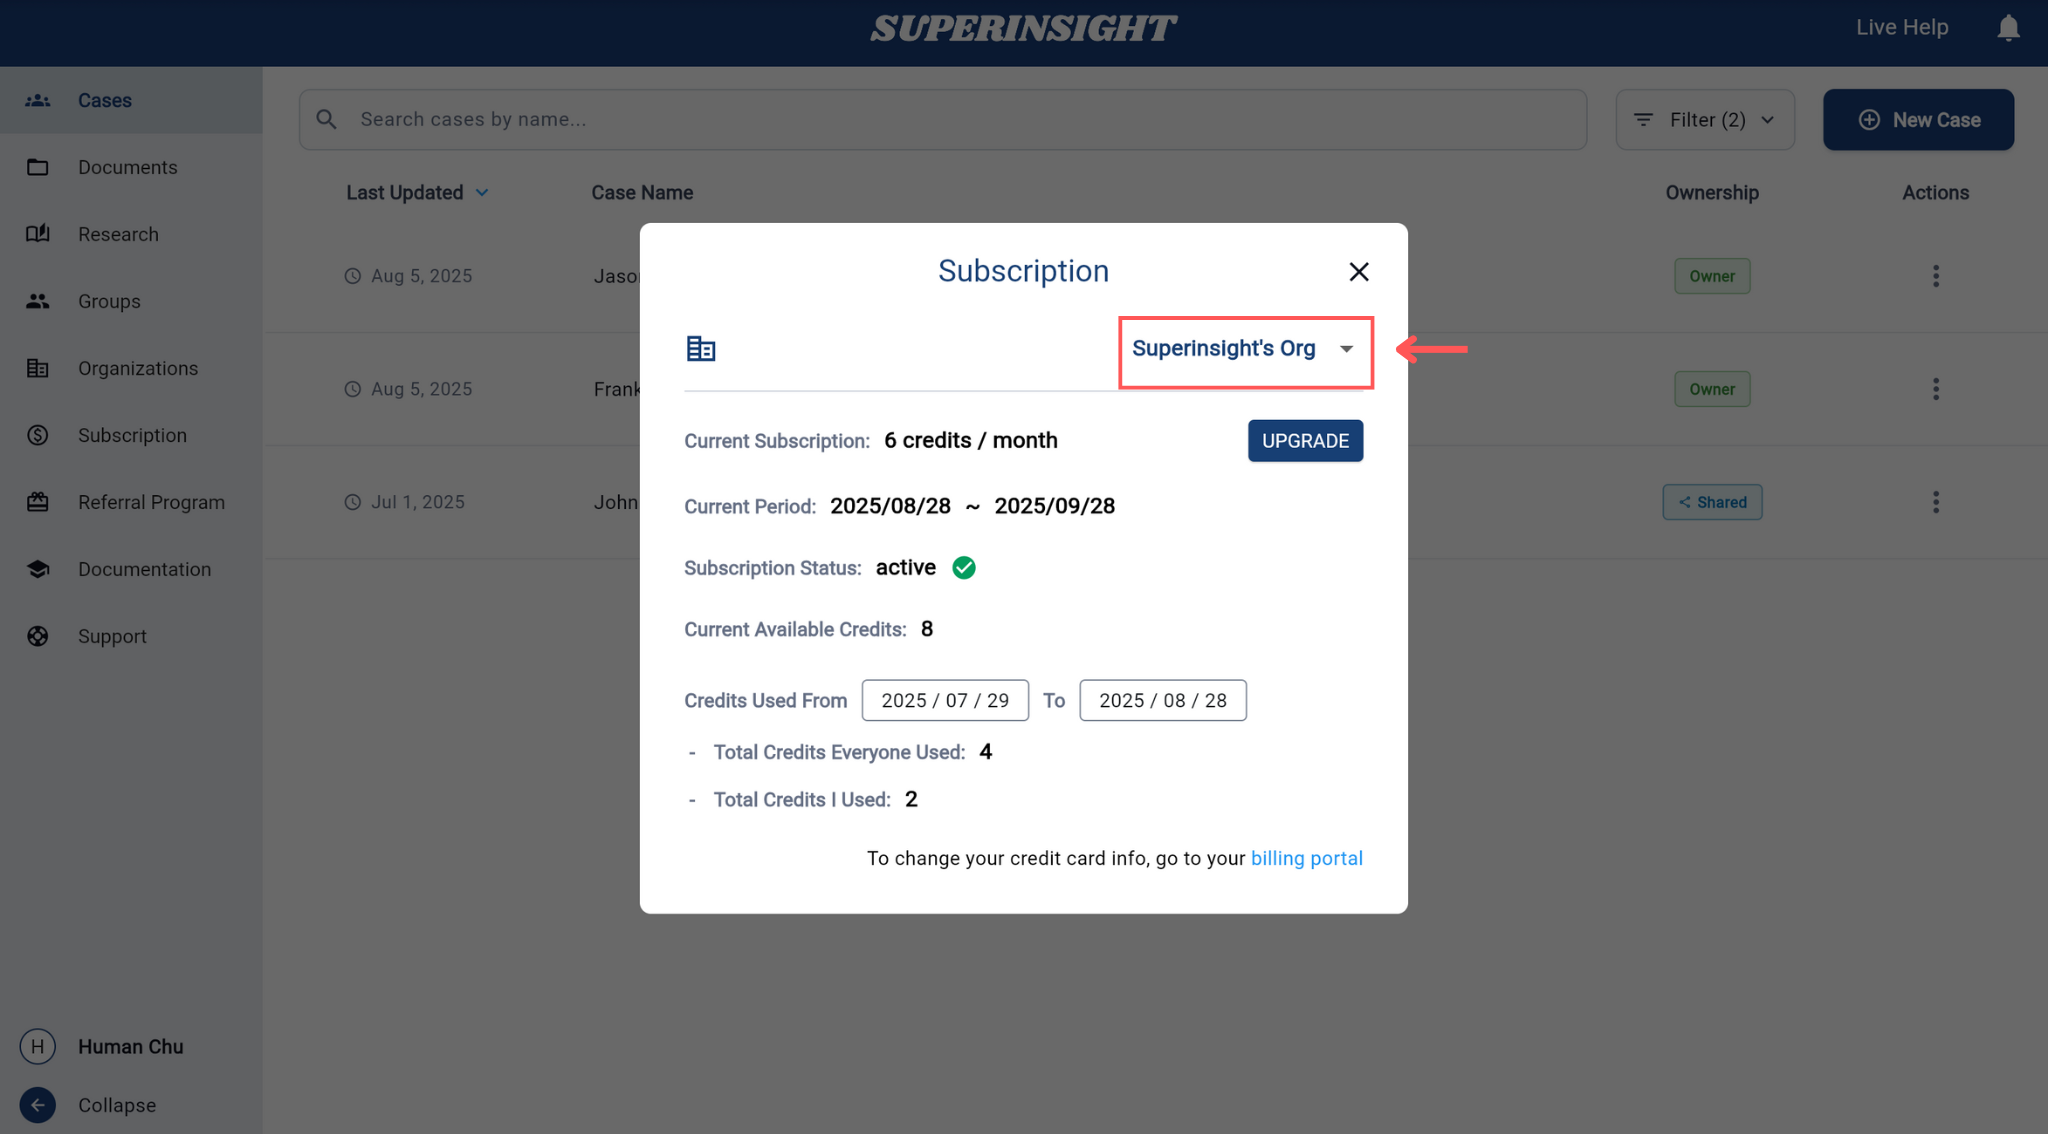 SUPERINSIGHT
Live Help
Cases
Search cases by name...
Filter (2)
New Case
Documents
Last Updated
Case Name
Ownership
Actions
Research
Subscription
Aug 5, 2025
Jaso
Owner
Groups
Superinsight's Org
Organizations
Aug 5, 2025
Frank
Owner
Subscription
Current Subscription: 6 credits / month
UPGRADE
Referral Program
Jul 1, 2025
John
Shared
Current Period: 2025/08/28 ~ 2025/09/28
Documentation
Subscription Status: active
Support
Current Available Credits: 8
Credits Used From 2025 / 07 / 29 To 2025 / 08 / 28
- Total Credits Everyone Used: 4
- Total Credits I Used: 2
To change your credit card info, go to your billing portal
H
Human Chu
Collapse